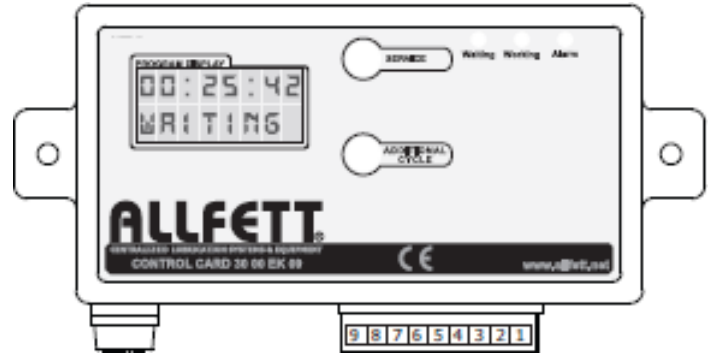 PROGRAM DISPLAY
00:25:42
WAITING
SERVICE
Waiting Working Alarm
ADDITIONAL
CYCLE
ALLFETT®
CENTRALIZED LUBRICATION SYSTEMS & EQUIPMENT
CONTROL CARD 30 00 EK 09
CE
www.allfett.net
9 8 7 6 5 4 3 2 1